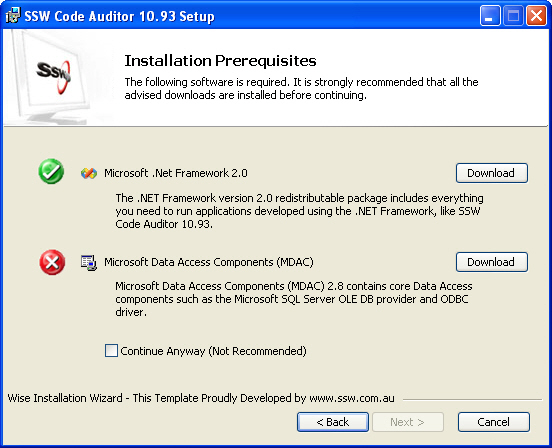 SSW Code Auditor 10.93 Setup
SSW
Installation Prerequisites
The following software is required. It is strongly recommended that all the
advised downloads are installed before continuing.
Microsoft .Net Framework 2.0
Download
The .NET Framework version 2.0 redistributable package includes everything
you need to run applications developed using the .NET Framework, like SSW
Code Auditor 10.93.
Microsoft Data Access Components (MDAC)
Download
Microsoft Data Access Components (MDAC) 2.8 contains core Data Access
components such as the Microsoft SQL Server OLE DB provider and ODBC
driver.
Continue Anyway (Not Recommended)
Wise Installation Wizard - This Template Proudly Developed by www.ssw.com.au
< Back
Next >
Cancel